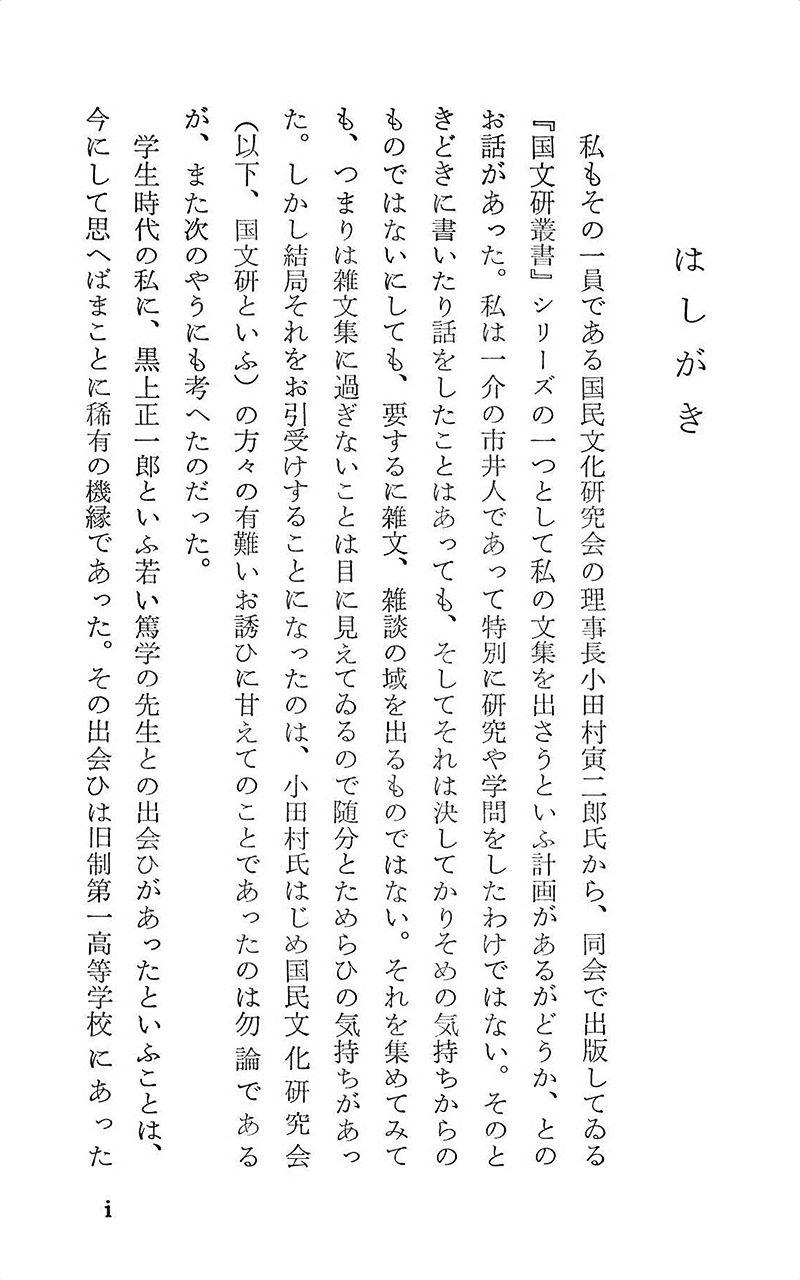 はしがき
私もその一員である国民文化研究会の理事長小田村寅二郎氏から、同会で出版してゐる
『国文研叢書』シリーズの一つとして私の文集を出さうといふ計画があるがどうか、との
お話があった。私は一介の市井人であって特別に研究や学問をしたわけではない。そのと
きどきに書いたり話をしたことはあっても、そしてそれは決してかりそめの気持ちからの
ものではないにしても、要するに雑文、雑談の域を出るものではない。それを集めてみて
も、つまりは雑文集に過ぎないことは目に見えてゐるので随分とためらひの気持ちがあっ
た。しかし結局それをお引受けすることになったのは、小田村氏はじめ国民文化研究会
（以下、国文研といふ）の方々の有難いお誘ひに甘えてのことであったのは勿論である
が、また次のやうにも考へたのだった。
学生時代の私に、黒上正一郎といふ若い篤学の先生との出会ひがあったといふことは、
今にして思へばまことに稀有の機縁であった。その出会ひは旧制第一高等学校にあった
i